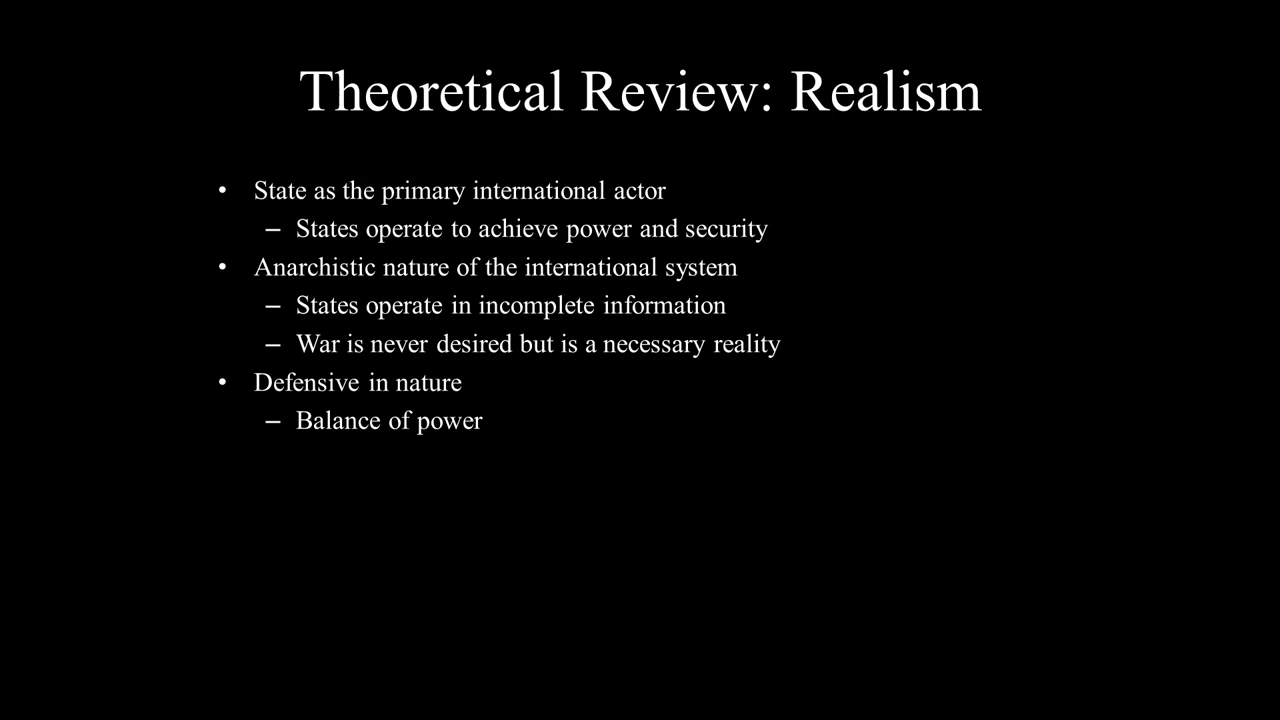 Theoretical Review: Realism
• State as the primary international actor
– States operate to achieve power and security
• Anarchistic nature of the international system
– States operate in incomplete information
– War is never desired but is a necessary reality
• Defensive in nature
– Balance of power